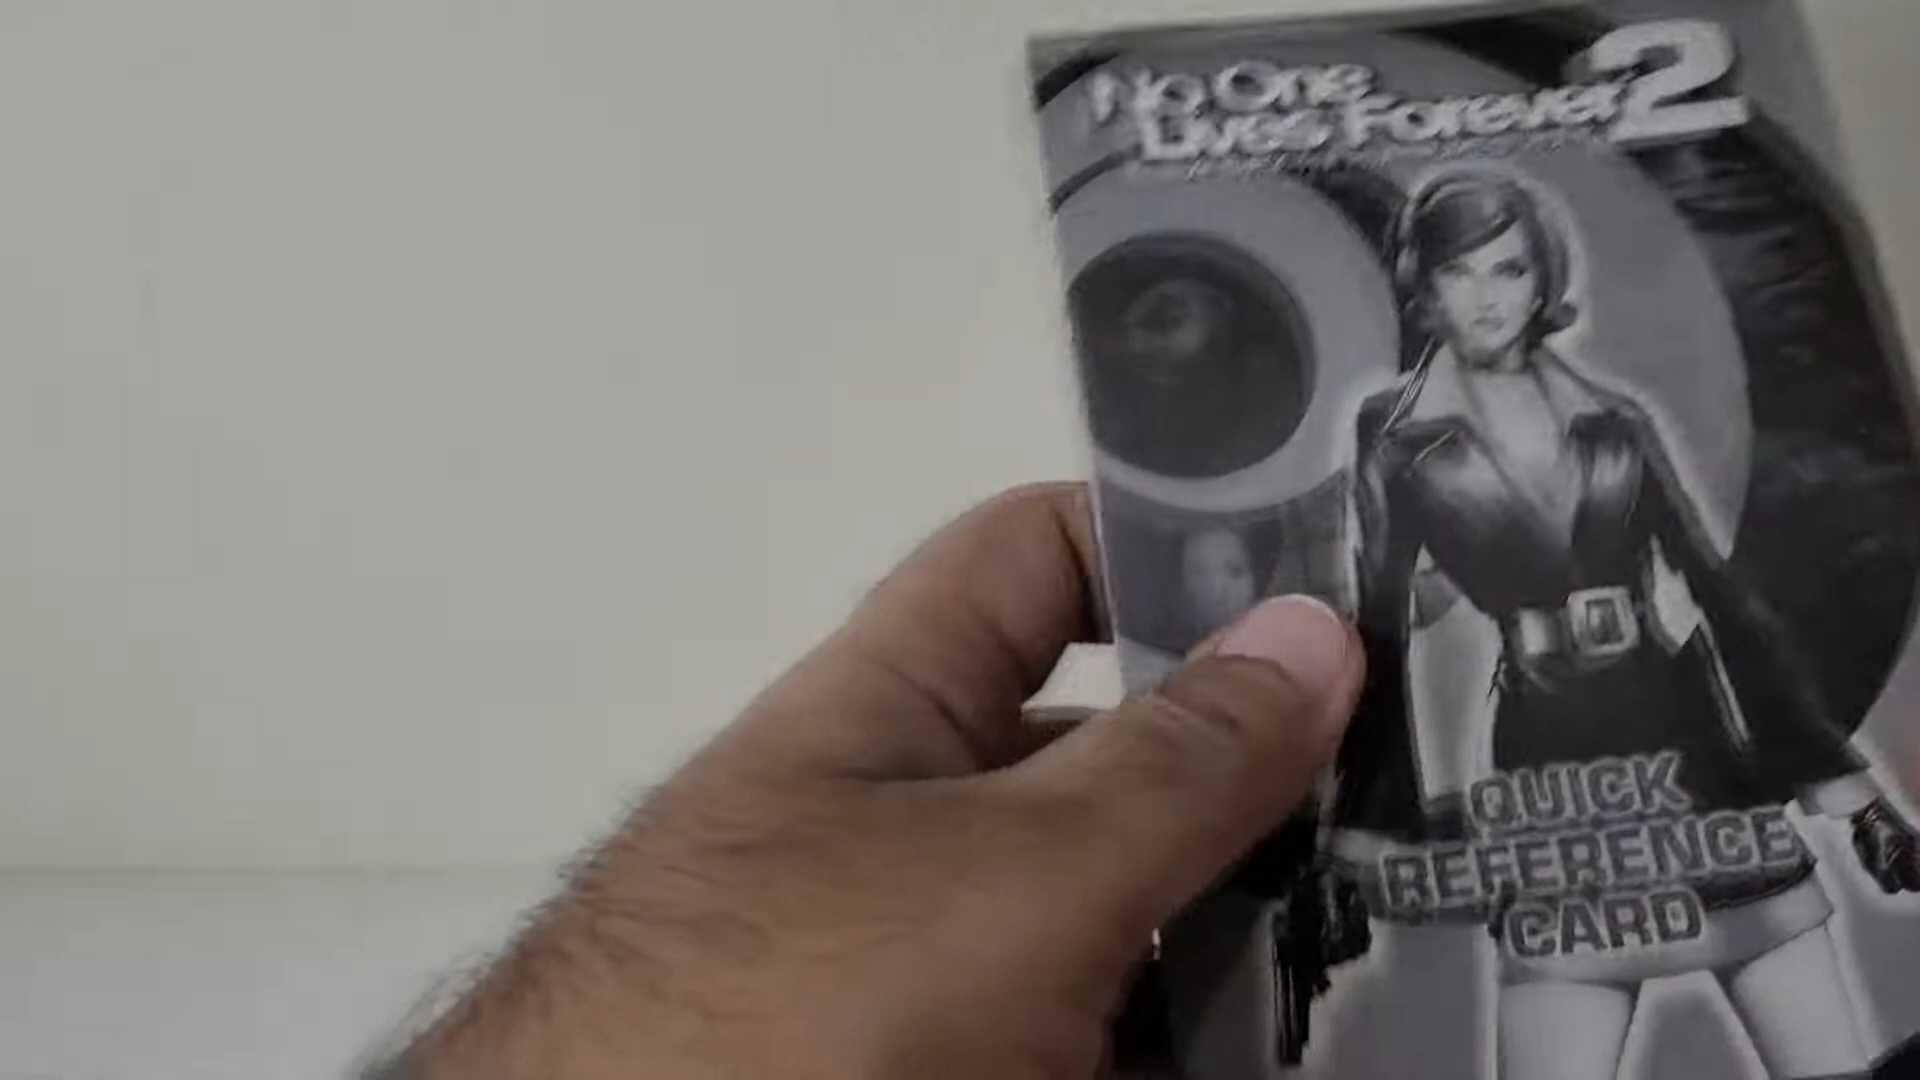 No One
Lives Forever 2
QUICK
REFERENCE
CARD